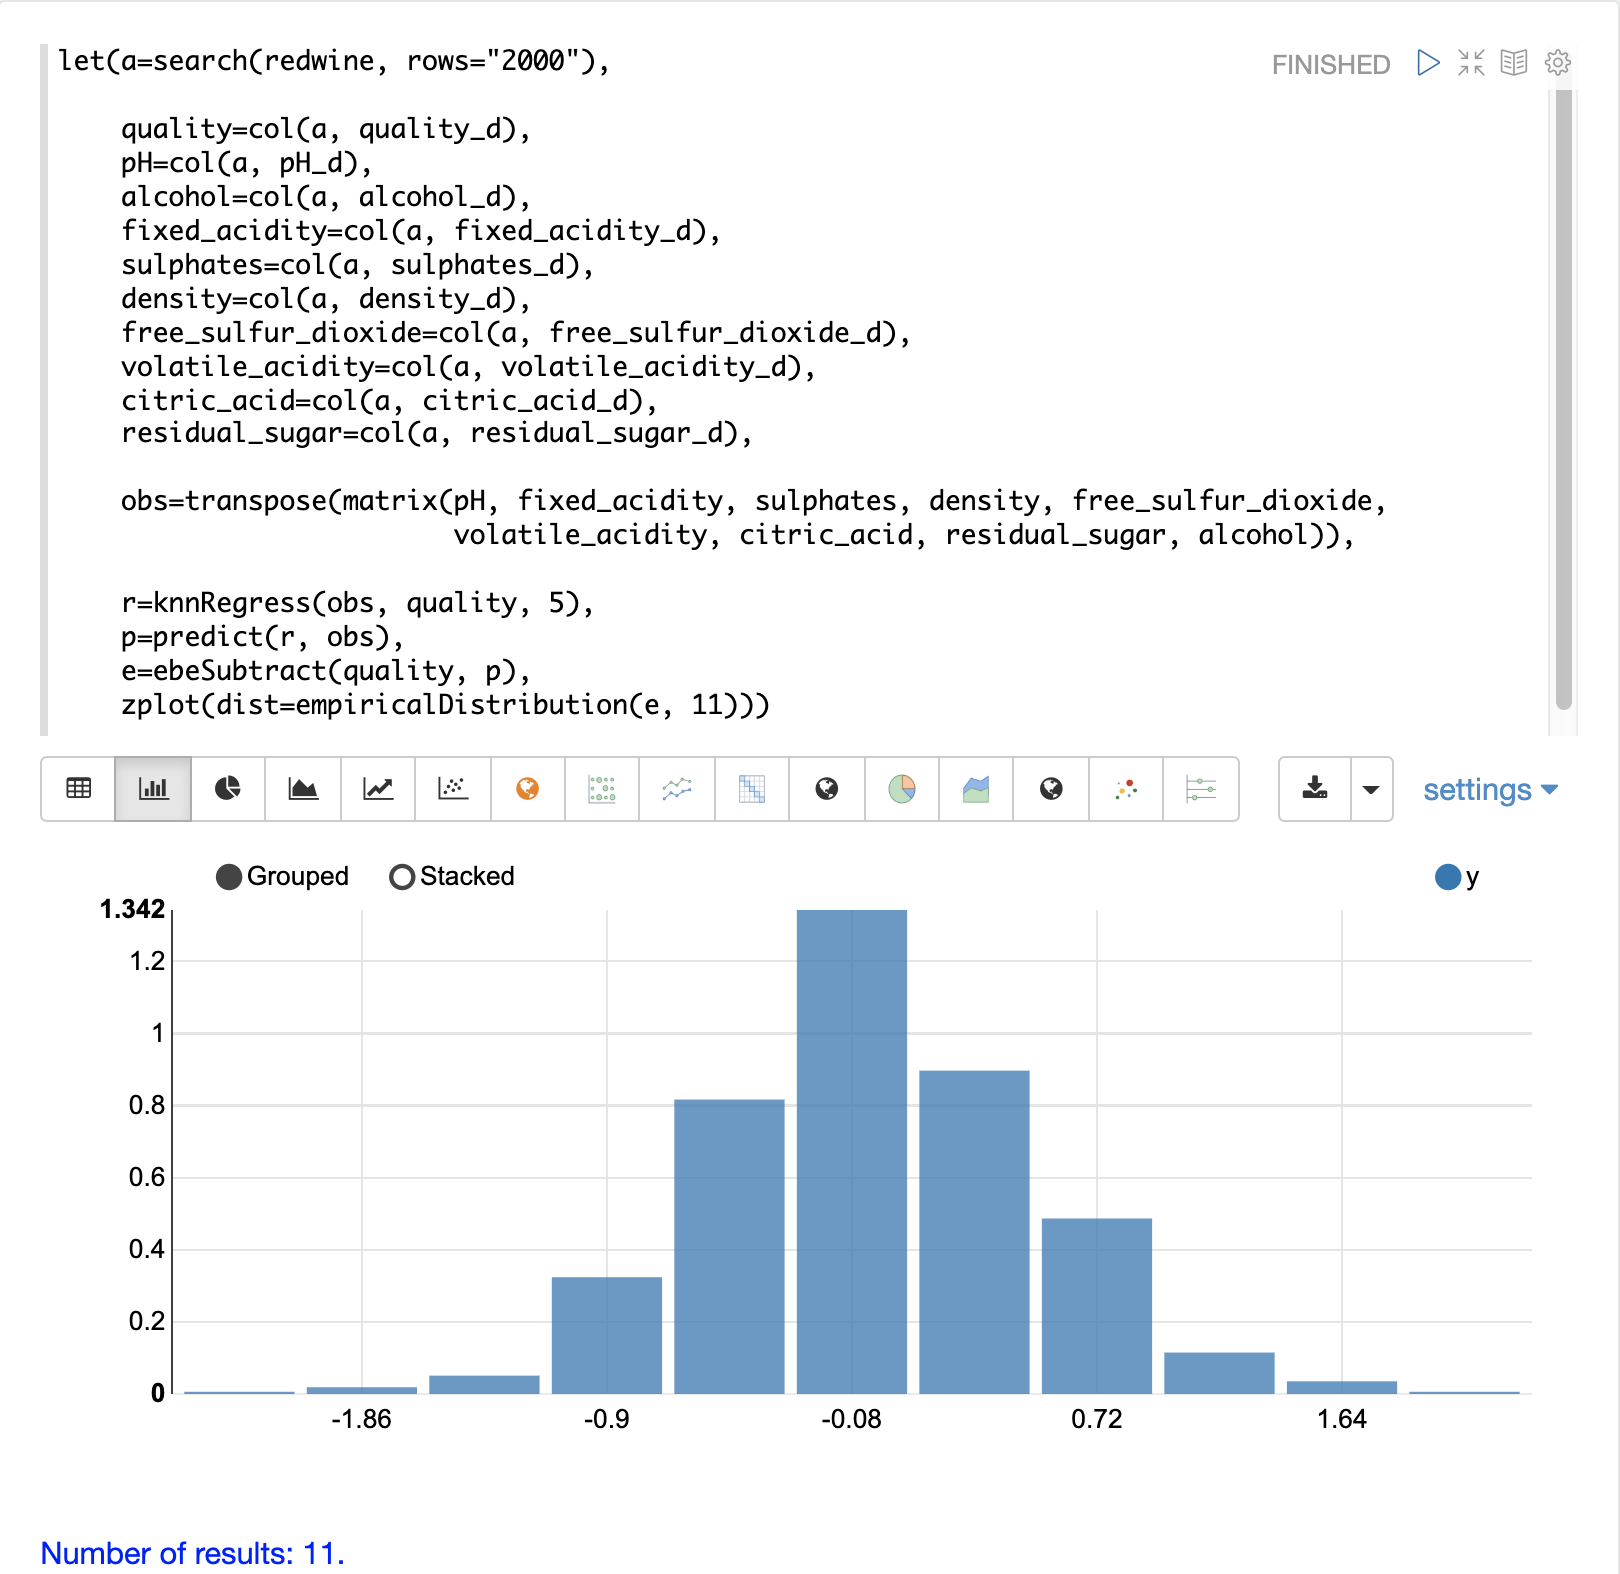 let(a=search(redwine, rows="2000"),
FINISHED
quality=col(a, quality_d),
pH=col(a, pH_d),
alcohol=col(a, alcohol_d),
fixed_acidity=col(a, fixed_acidity_d),
sulphates=col(a, sulphates_d),
density=col(a, density_d),
free_sulfur_dioxide=col(a, free_sulfur_dioxide_d),
volatile_acidity=col(a, volatile_acidity_d),
citric_acid=col(a, citric_acid_d),
residual_sugar=col(a, residual_sugar_d),
obs=transpose(matrix(pH, fixed_acidity, sulphates, density, free_sulfur_dioxide,
volatile_acidity, citric_acid, residual_sugar, alcohol)),
r=knnRegress(obs, quality, 5),
p=predict(r, obs),
e=ebeSubtract(quality, p),
zplot(dist=empiricalDistribution(e, 11)))
settings
Grouped Stacked y
1.342
1.2
1
0.8
0.6
0.4
0.2
0
-1.86 -0.9 -0.08 0.72 1.64
Number of results: 11.